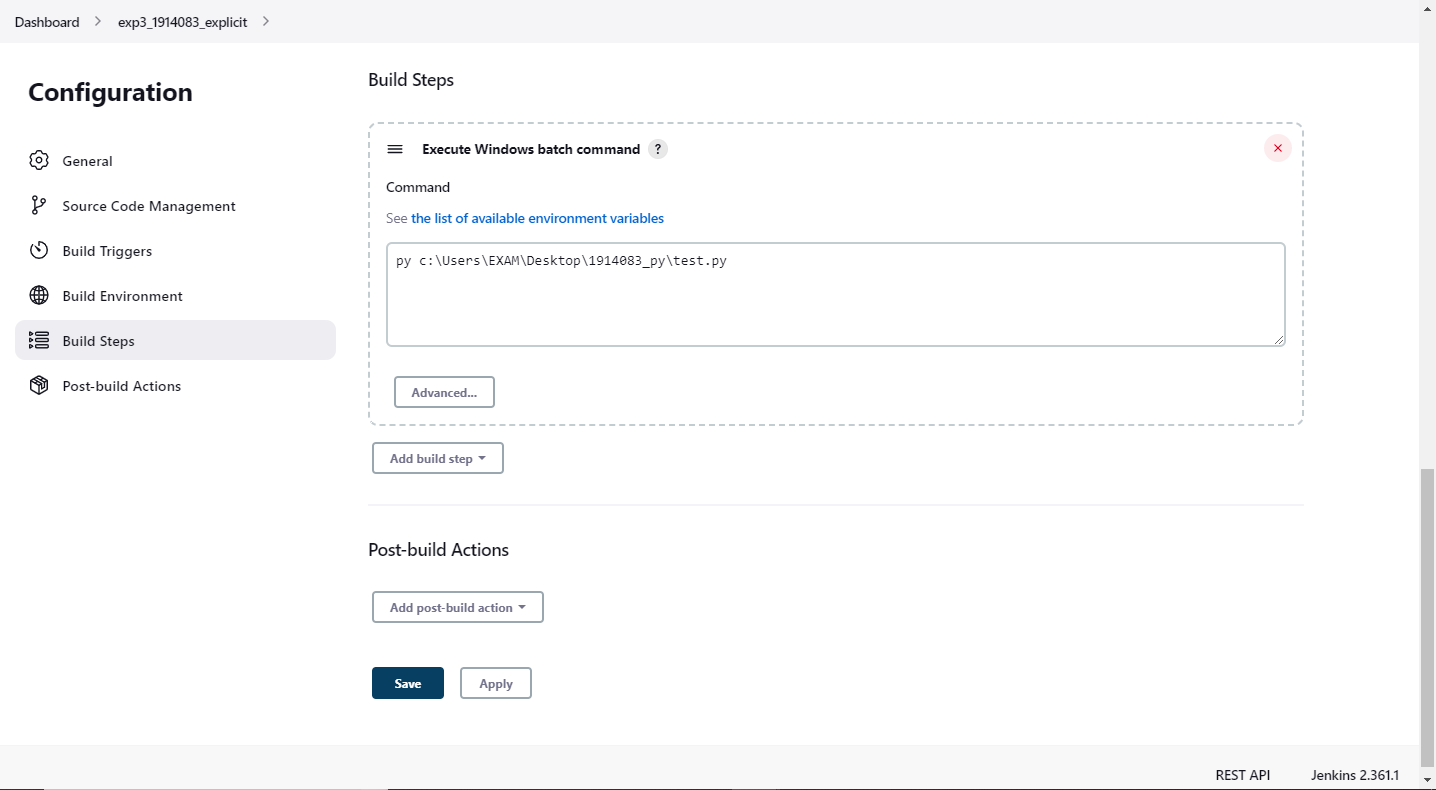 Dashboard
exp3_1914083_explicit
Configuration
General
Source Code Management
Build Triggers
Build Environment
Build Steps
Post-build Actions
Build Steps
Execute Windows batch command ?
Command
See the list of available environment variables
py c:\Users\EXAM\Desktop\1914083_py\test.py
Advanced...
Add build step
Post-build Actions
Add post-build action
Save Apply
REST API Jenkins 2.361.1